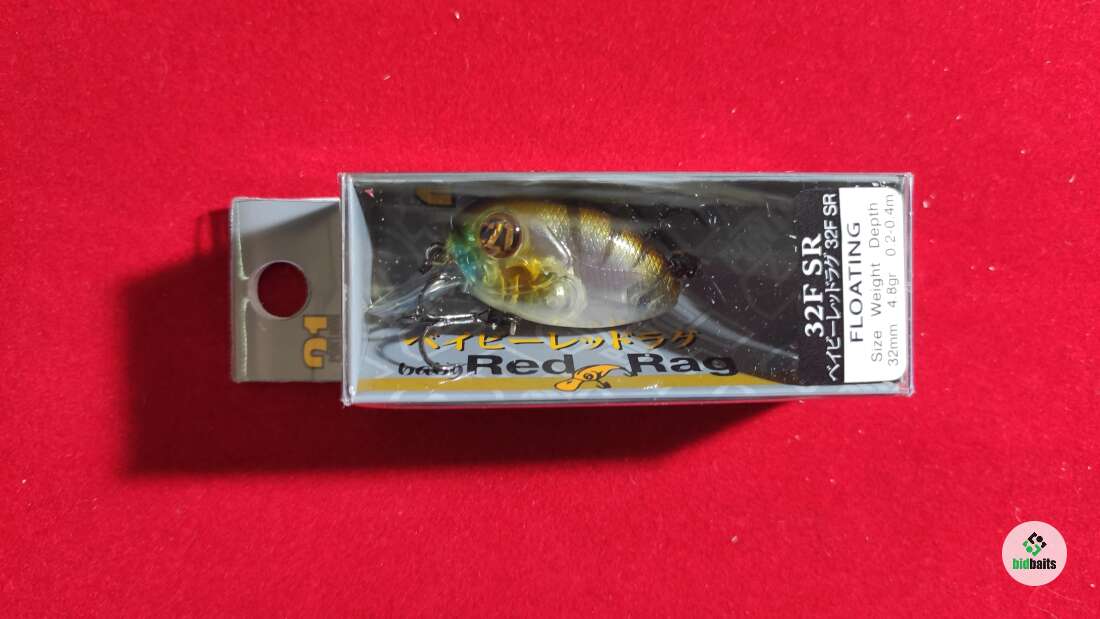 ベイビーレッドラグ
baby Red Rag
32F SR
ベイビーレッドラグ 32F SR
FLOATING
Size Weight Depth
32mm 4.8gr 0.2-0.4m
21
bidbaits